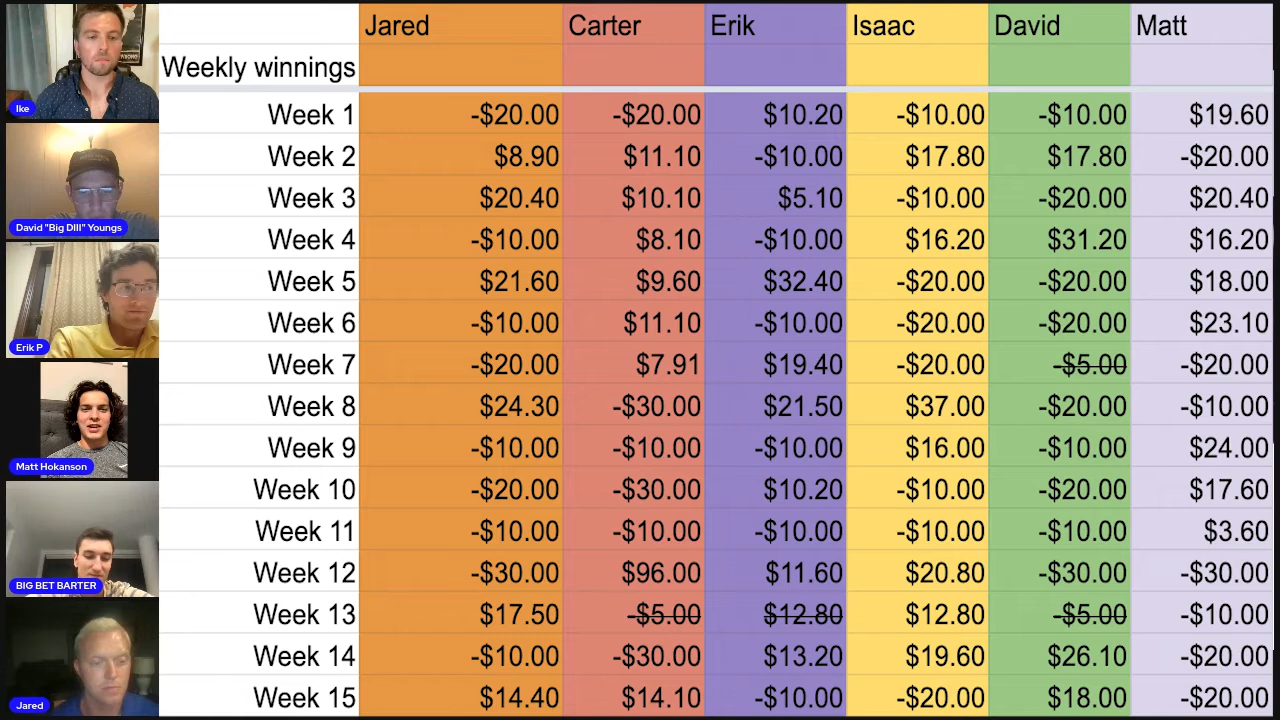 Jared Carter Erik Isaac David Matt
Weekly winnings
Week 1 -$20.00 -$20.00 $10.20 -$10.00 -$10.00 $19.60
Week 2 $8.90 $11.10 -$10.00 $17.80 $17.80 -$20.00
Week 3 $20.40 $10.10 $5.10 -$10.00 -$20.00 $20.40
Week 4 -$10.00 $8.10 -$10.00 $16.20 $31.20 $16.20
Week 5 $21.60 $9.60 $32.40 -$20.00 -$20.00 $18.00
Week 6 -$10.00 $11.10 -$10.00 -$20.00 -$20.00 $23.10
Week 7 -$20.00 $7.91 $19.40 -$20.00 -$5.00 -$20.00
Week 8 $24.30 -$30.00 $21.50 $37.00 -$20.00 -$10.00
Week 9 -$10.00 -$10.00 -$10.00 $16.00 -$10.00 $24.00
Week 10 -$20.00 -$30.00 $10.20 -$10.00 -$20.00 $17.60
Week 11 -$10.00 -$10.00 -$10.00 -$10.00 -$10.00 $3.60
Week 12 -$30.00 $96.00 $11.60 $20.80 -$30.00 -$30.00
Week 13 $17.50 -$5.00 $12.80 $12.80 -$5.00 -$10.00
Week 14 -$10.00 -$30.00 $13.20 $19.60 $26.10 -$20.00
Week 15 $14.40 $14.10 -$10.00 -$20.00 $18.00 -$20.00
Ike
David "Big DIII" Youngs
Erik P
Matt Hokanson
BIG BET BARTER
Jared